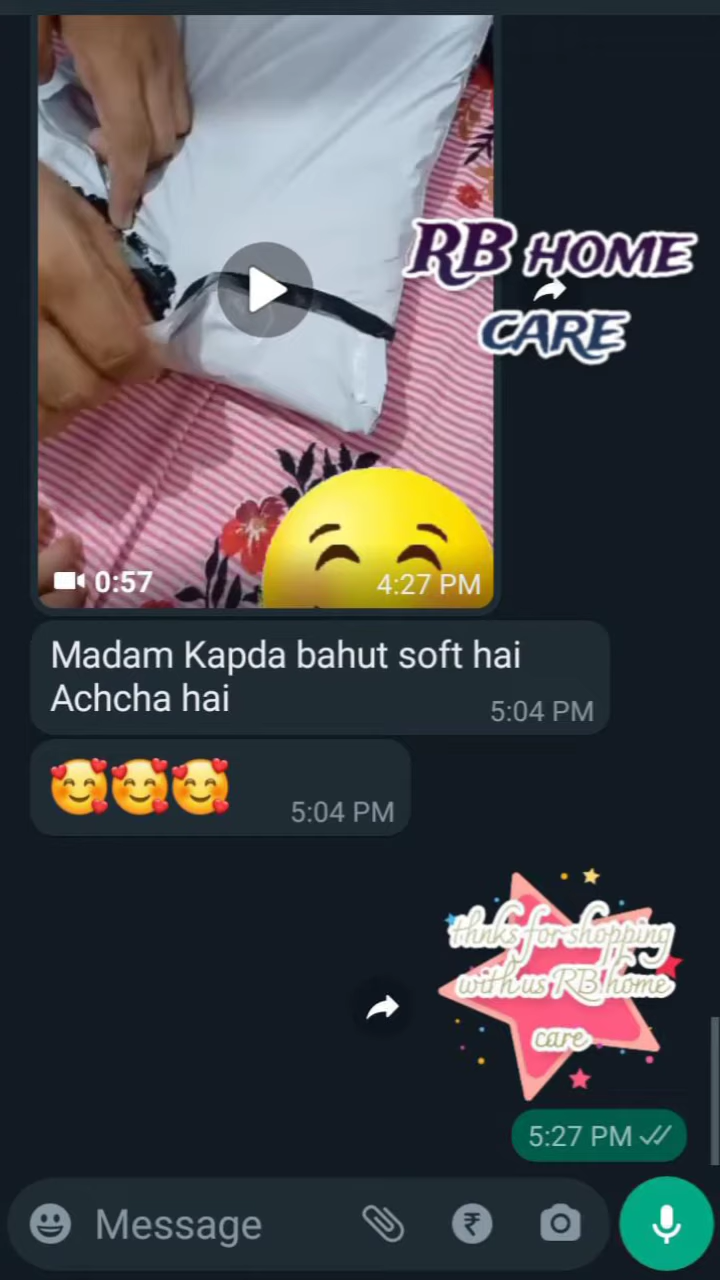 RB HOME
CARE
0:57
4:27 PM
Madam Kapda bahut soft hai
Achcha hai
5:04 PM
🥰🥰🥰
5:04 PM
thnks for shopping
with us RB home
care
5:27 PM
Message